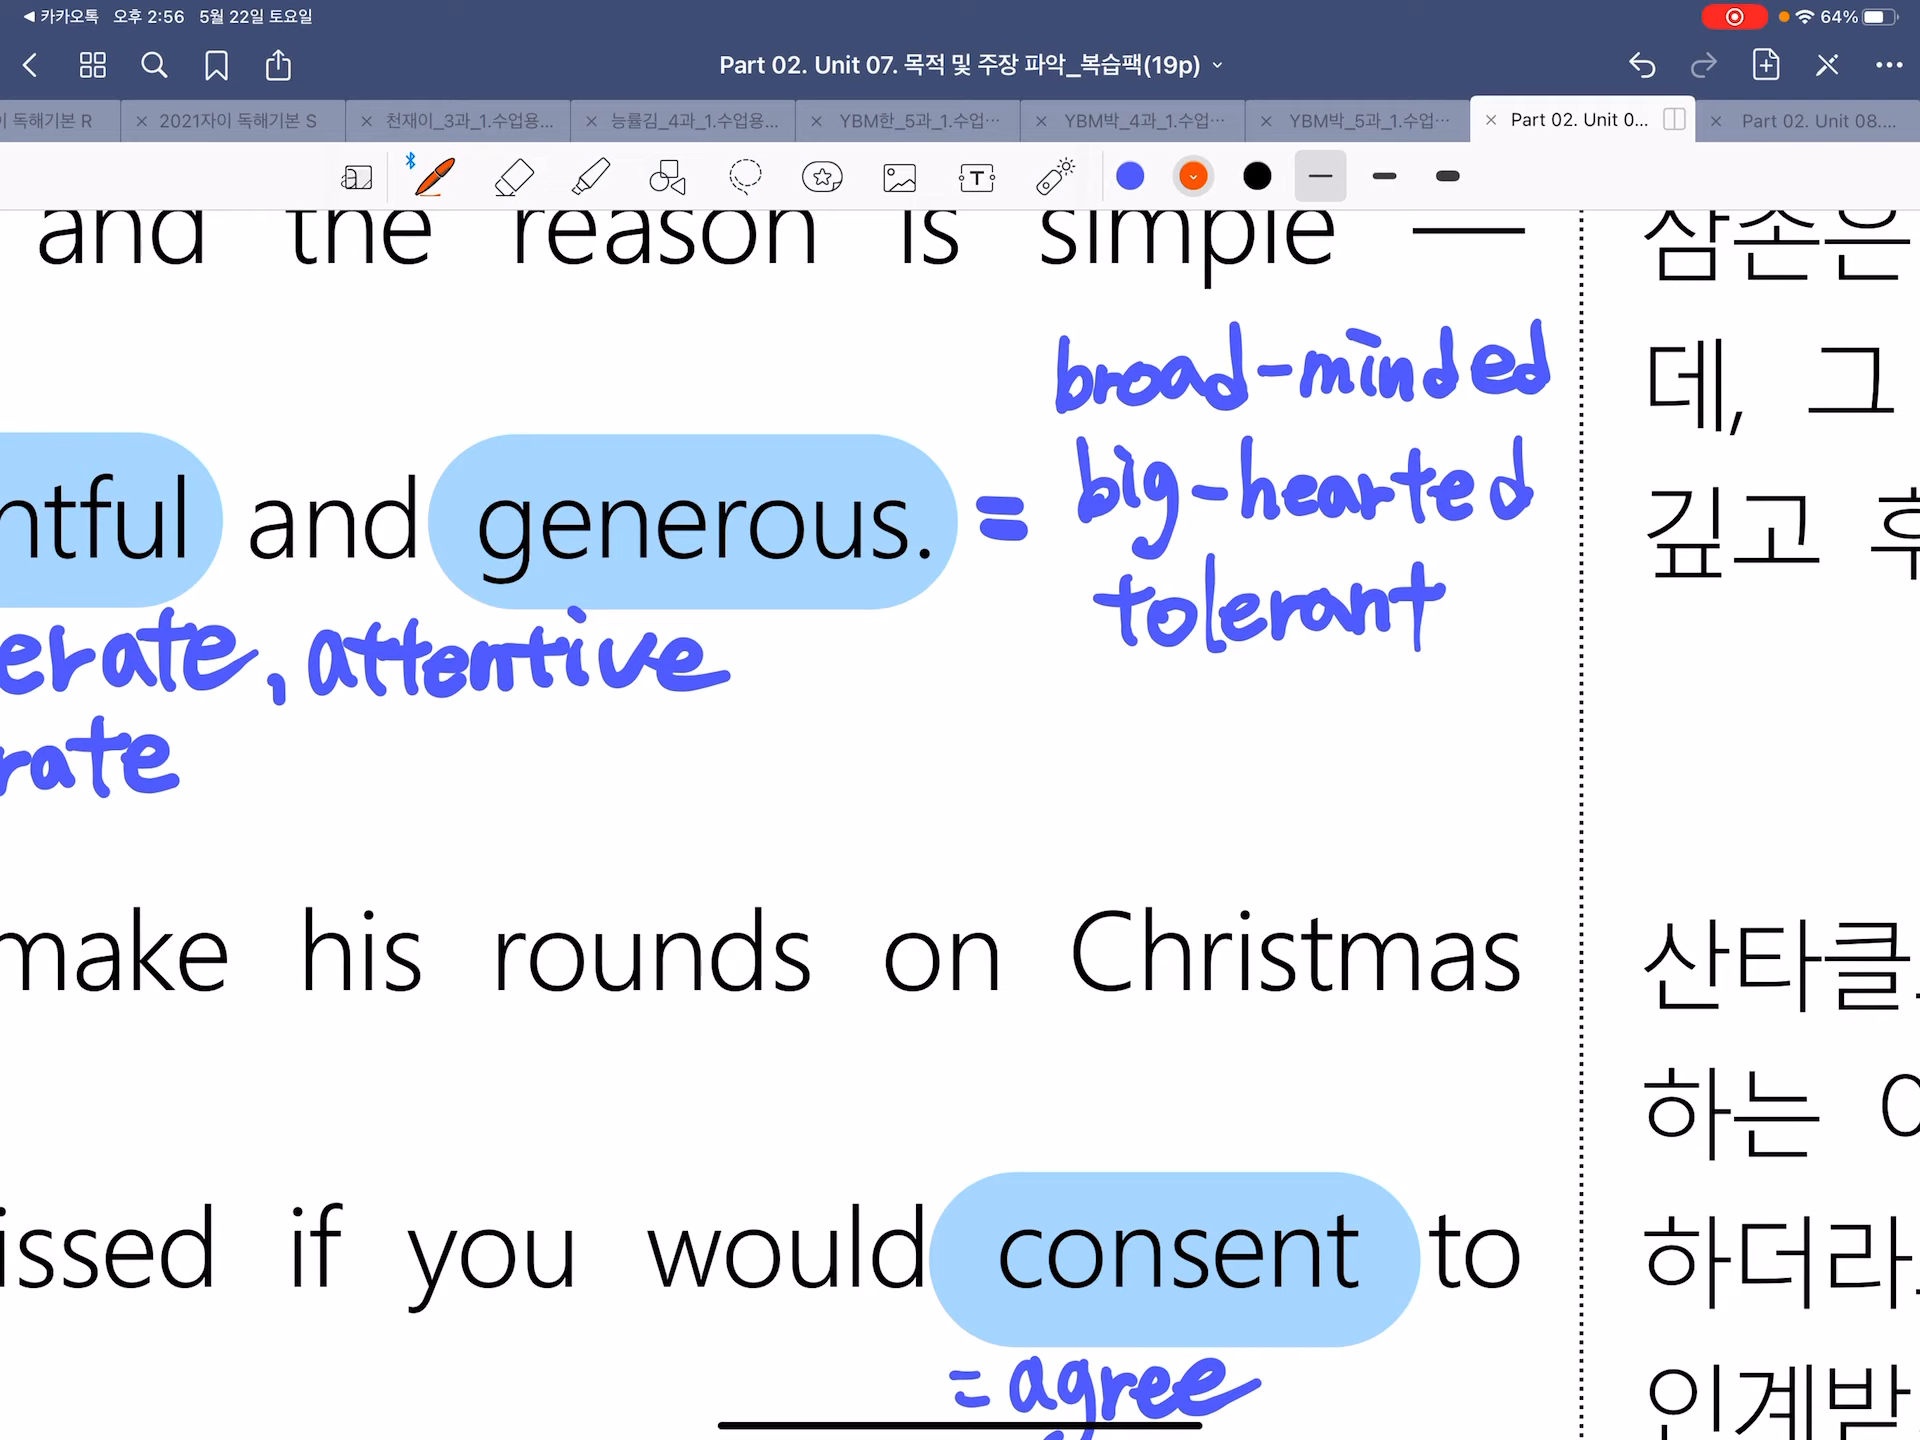 ◀ 카카오톡 오후 2:56 5월 22일 토요일 64%
Part 02. Unit 07. 목적 및 주장 파악_복습팩(19p)
독해기본 R × 2021자이 독해기본 S × 천재이_3과_1.수업용... × 능률김_4과_1.수업용... × YBM한_5과_1.수업... × YBM박_4과_1.수업... × YBM박_5과_1.수업... × Part 02. Unit 0... × Part 02. Unit 08....
and the reason is simple —
broad-minded
big-hearted
ntful and generous. =
tolerant
erate, attentive
rate
make his rounds on Christmas
issed if you would consent to
= agree
삼촌은
데, 그
깊고 후
산타클
하는
하더라
인계받